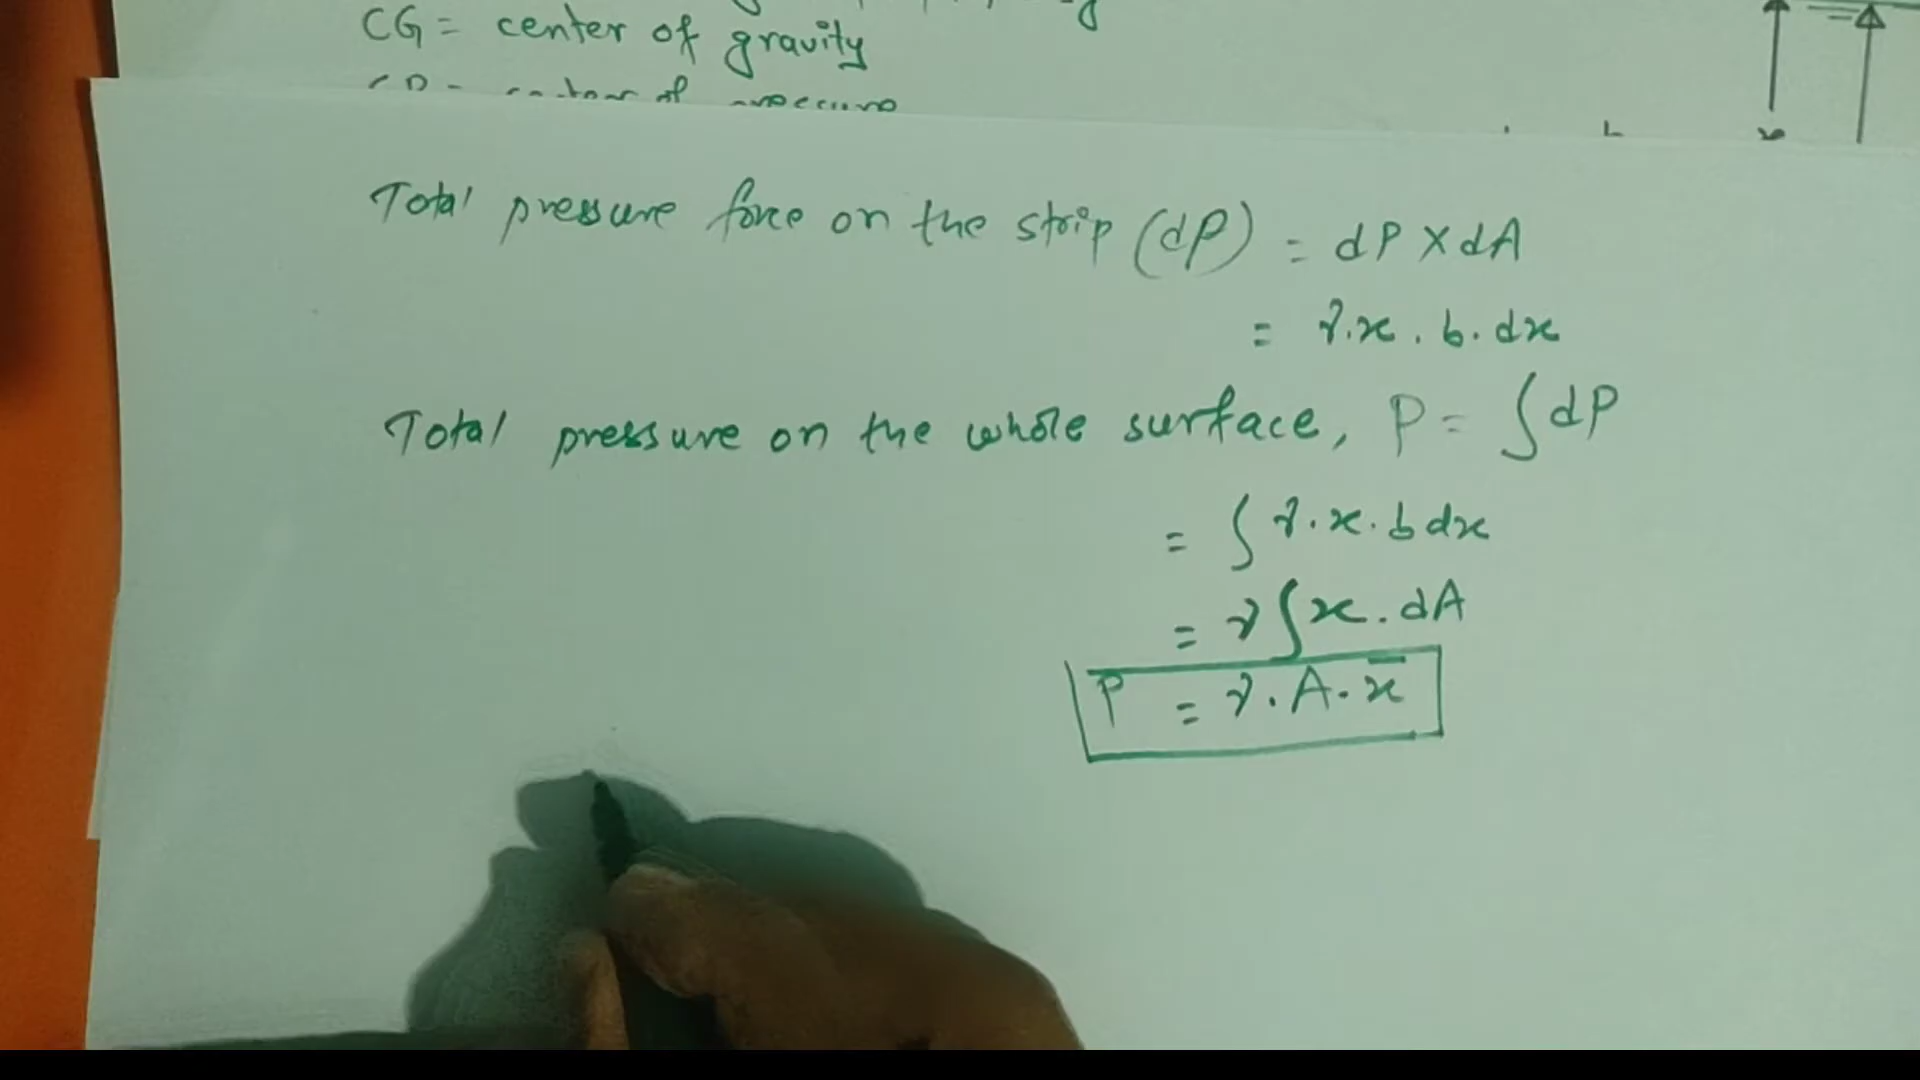 CG = center of gravity
Total pressure force on the strip (dP) = dP × dA
= γ.x . b. dx
Total pressure on the whole surface, P = ∫ dP
= ∫ γ.x.b dx
= γ ∫ x. dA
P = γ. A. x̄